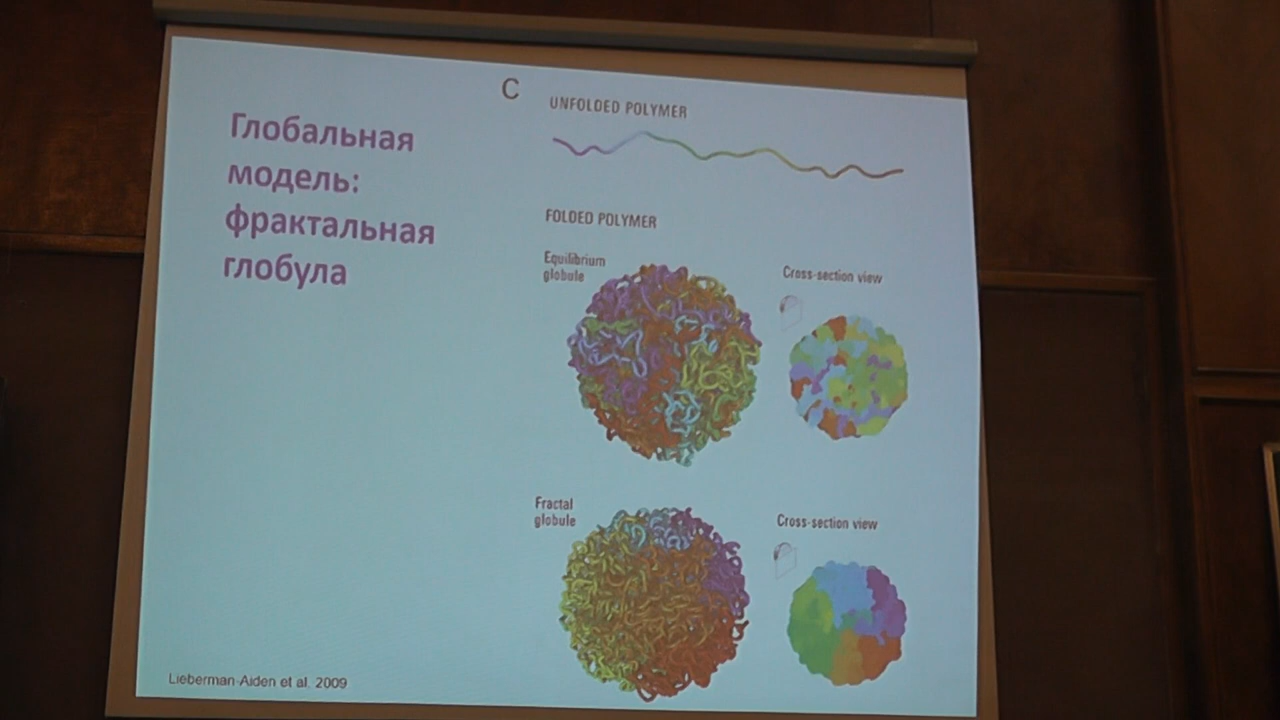 Глобальная
модель:
фрактальная
глобула
C
UNFOLDED POLYMER
FOLDED POLYMER
Equilibrium
globule
Cross-section view
Fractal
globule
Cross-section view
Lieberman-Aiden et al. 2009